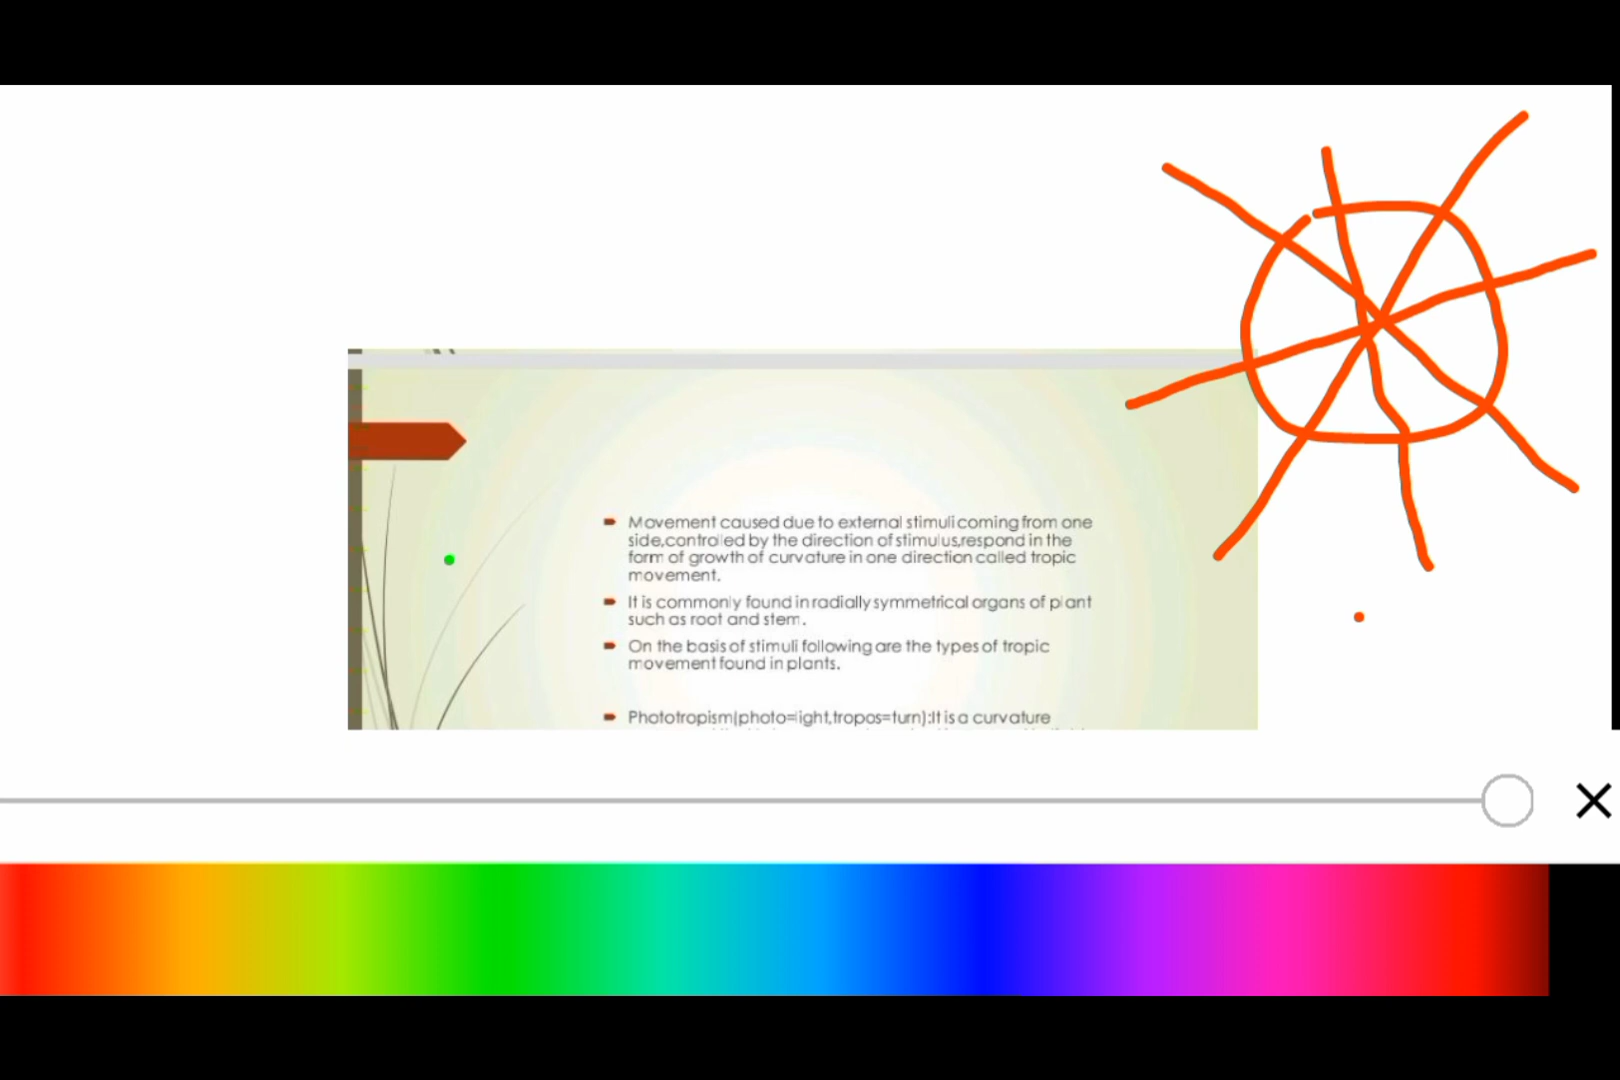 Movement caused due to external stimuli coming from one
side,controlled by the direction of stimulus,respond in the
form of growth of curvature in one direction called tropic
movement.
It is commonly found in radially symmetrical organs of plant
such as root and stem.
On the basis of stimuli following are the types of tropic
movement found in plants.
Phototropism(photo=light,tropos=turn):It is a curvature